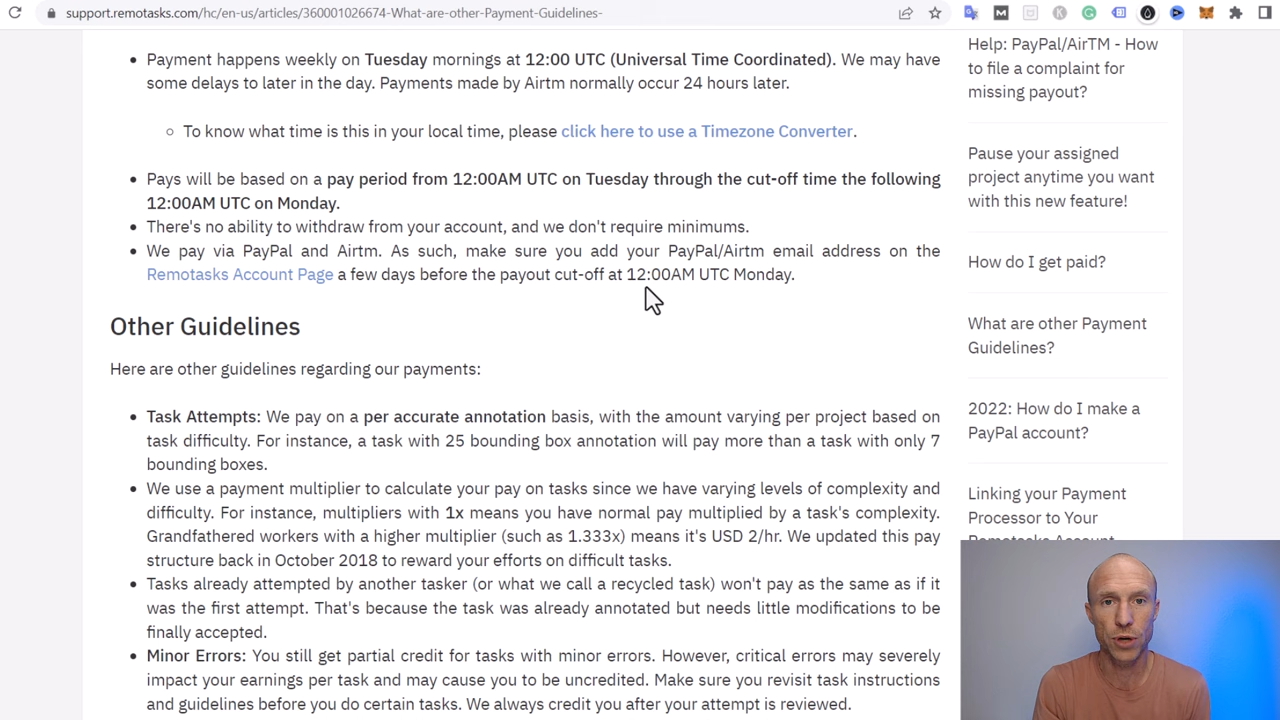 support.remotasks.com/hc/en-us/articles/360001026674-What-are-other-Payment-Guidelines-
Payment happens weekly on Tuesday mornings at 12:00 UTC (Universal Time Coordinated). We may have
some delays to later in the day. Payments made by Airtm normally occur 24 hours later.
To know what time is this in your local time, please click here to use a Timezone Converter.
Pays will be based on a pay period from 12:00AM UTC on Tuesday through the cut-off time the following
12:00AM UTC on Monday.
There's no ability to withdraw from your account, and we don't require minimums.
We pay via PayPal and Airtm. As such, make sure you add your PayPal/Airtm email address on the
Remotasks Account Page a few days before the payout cut-off at 12:00AM UTC Monday.
Other Guidelines
Here are other guidelines regarding our payments:
Task Attempts: We pay on a per accurate annotation basis, with the amount varying per project based on
task difficulty. For instance, a task with 25 bounding box annotation will pay more than a task with only 7
bounding boxes.
We use a payment multiplier to calculate your pay on tasks since we have varying levels of complexity and
difficulty. For instance, multipliers with 1x means you have normal pay multiplied by a task's complexity.
Grandfathered workers with a higher multiplier (such as 1.333x) means it's USD 2/hr. We updated this pay
structure back in October 2018 to reward your efforts on difficult tasks.
Tasks already attempted by another tasker (or what we call a recycled task) won't pay as the same as if it
was the first attempt. That's because the task was already annotated but needs little modifications to be
finally accepted.
Minor Errors: You still get partial credit for tasks with minor errors. However, critical errors may severely
impact your earnings per task and may cause you to be uncredited. Make sure you revisit task instructions
and guidelines before you do certain tasks. We always credit you after your attempt is reviewed.
Help: PayPal/AirTM - How
to file a complaint for
missing payout?
Pause your assigned
project anytime you want
with this new feature!
How do I get paid?
What are other Payment
Guidelines?
2022: How do I make a
PayPal account?
Linking your Payment
Processor to Your
Remotasks Account